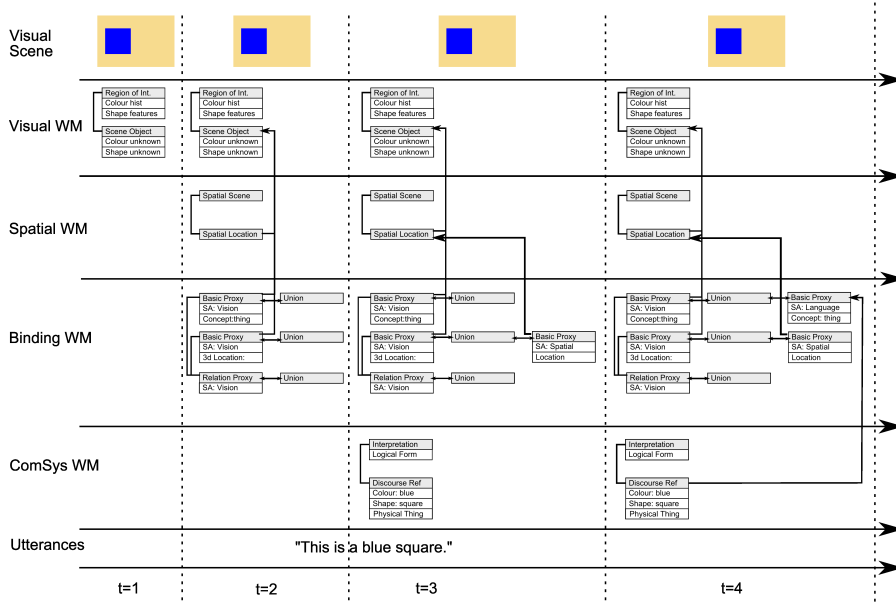 Visual
Scene
Visual WM
Region of Int.
Colour hist
Shape features
Scene Object
Colour unknown
Shape unknown
Region of Int.
Colour hist
Shape features
Scene Object
Colour unknown
Shape unknown
Region of Int.
Colour hist
Shape features
Scene Object
Colour unknown
Shape unknown
Region of Int.
Colour hist
Shape features
Scene Object
Colour unknown
Shape unknown
Spatial WM
Spatial Scene
Spatial Location
Spatial Scene
Spatial Location
Spatial Scene
Spatial Location
Binding WM
Basic Proxy
SA: Vision
Concept:thing
Union
Basic Proxy
SA: Vision
3d Location:
Union
Relation Proxy
SA: Vision
Union
Basic Proxy
SA: Vision
Concept:thing
Union
Basic Proxy
SA: Vision
3d Location:
Union
Basic Proxy
SA: Spatial
Location
Relation Proxy
SA: Vision
Union
Basic Proxy
SA: Vision
Concept:thing
Union
Basic Proxy
SA: Language
Concept: thing
Basic Proxy
SA: Vision
3d Location:
Union
Basic Proxy
SA: Spatial
Location
Relation Proxy
SA: Vision
Union
ComSys WM
Interpretation
Logical Form
Discourse Ref
Colour: blue
Shape: square
Physical Thing
Interpretation
Logical Form
Discourse Ref
Colour: blue
Shape: square
Physical Thing
Utterances
"This is a blue square."
t=1
t=2
t=3
t=4